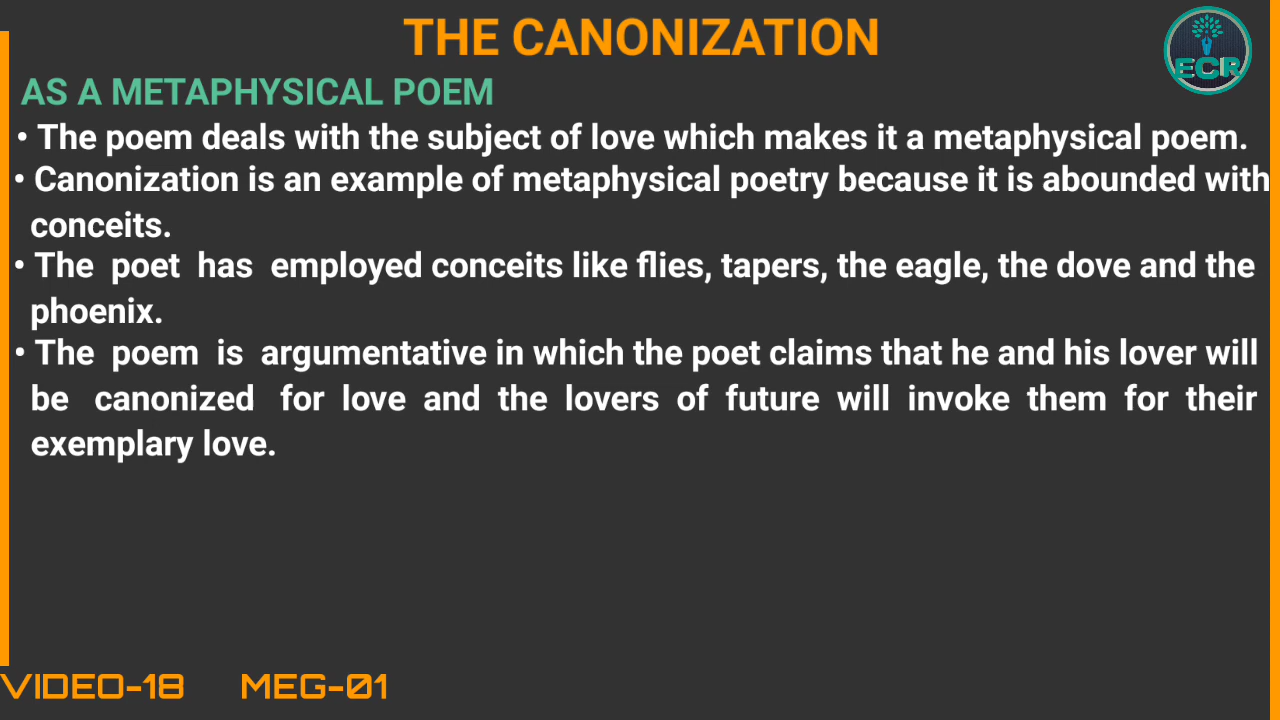 THE CANONIZATION
ECR
AS A METAPHYSICAL POEM
• The poem deals with the subject of love which makes it a metaphysical poem.
• Canonization is an example of metaphysical poetry because it is abounded with
conceits.
• The poet has employed conceits like flies, tapers, the eagle, the dove and the
phoenix.
• The poem is argumentative in which the poet claims that he and his lover will
be canonized for love and the lovers of future will invoke them for their
exemplary love.
VIDEO-18 MEG-01